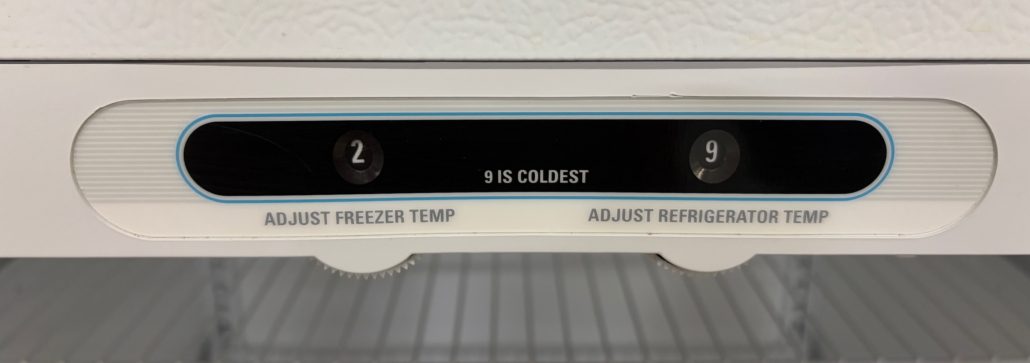 2 9
9 IS COLDEST
ADJUST FREEZER TEMP ADJUST REFRIGERATOR TEMP